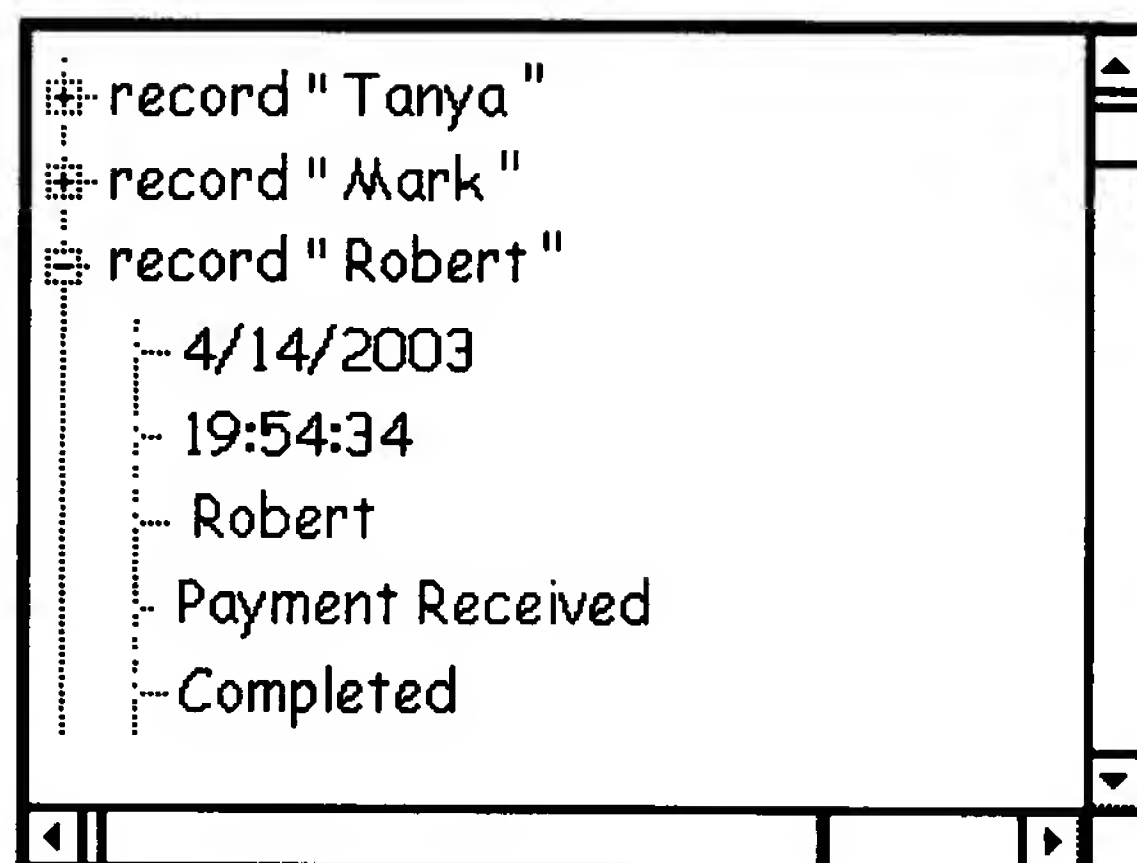 record "Tanya"
record "Mark"
record "Robert"
4/14/2003
19:54:34
Robert
Payment Received
Completed